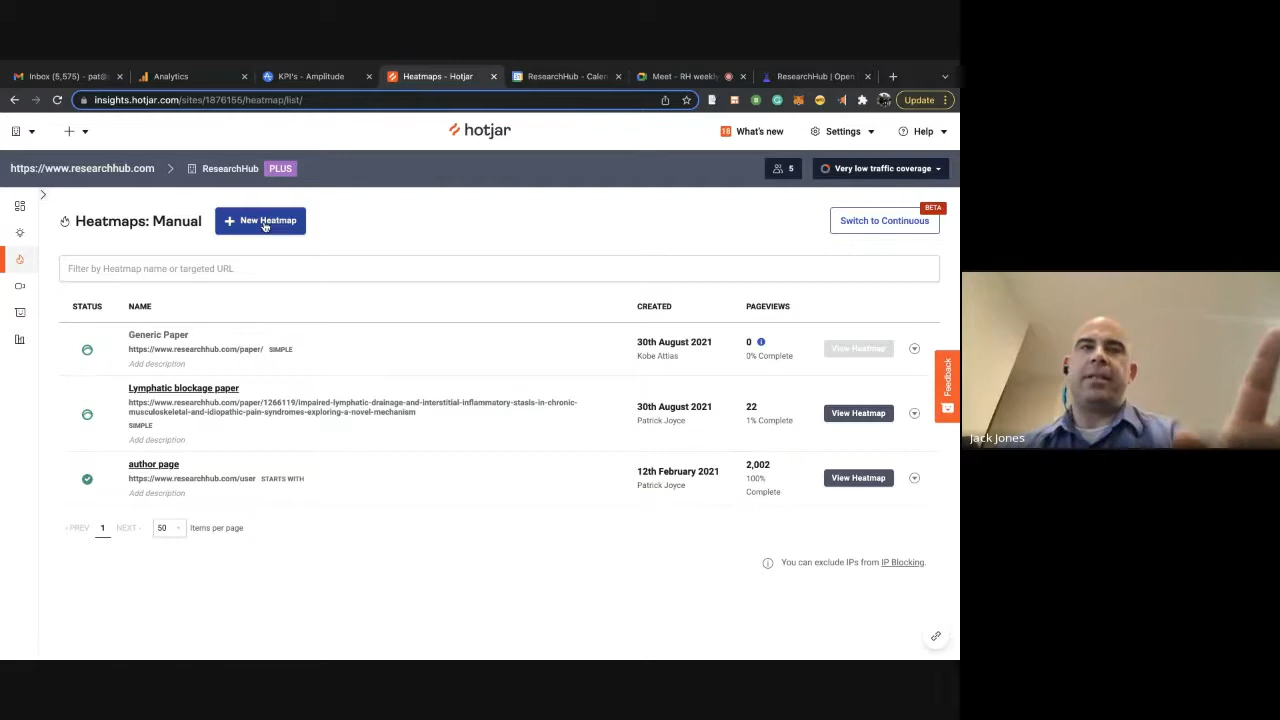 Inbox (5,575) - pat@
Analytics
KPI's - Amplitude
Heatmaps - Hotjar
ResearchHub - Calen
Meet - RH weekly
ResearchHub | Open
insights.hotjar.com/sites/1876155/heatmap/list/
Update
hotjar
18 What's new
Settings
Help
https://www.researchhub.com
ResearchHub
PLUS
5
Very low traffic coverage
Heatmaps: Manual
+ New Heatmap
BETA
Switch to Continuous
Filter by Heatmap name or targeted URL
STATUS NAME CREATED PAGEVIEWS
Generic Paper
https://www.researchhub.com/paper/ SIMPLE
Add description
30th August 2021
Kobe Attias
0
0% Complete
View Heatmap
Lymphatic blockage paper
https://www.researchhub.com/paper/1266119/impaired-lymphatic-drainage-and-interstitial-inflammatory-stasis-in-chronic-
musculoskeletal-and-idiopathic-pain-syndromes-exploring-a-novel-mechanism
SIMPLE
Add description
30th August 2021
Patrick Joyce
22
1% Complete
View Heatmap
author page
https://www.researchhub.com/user STARTS WITH
Add description
12th February 2021
Patrick Joyce
2,002
100%
Complete
View Heatmap
‹ PREV 1 NEXT › 50 Items per page
You can exclude IPs from IP Blocking.
Feedback
Jack Jones